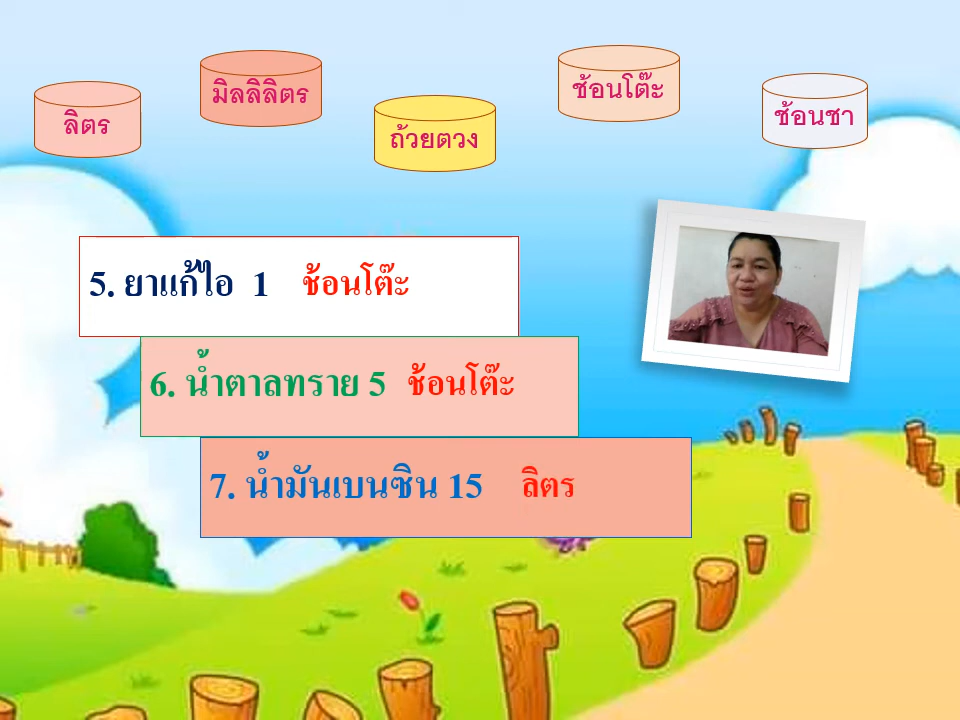 ลิตร
มิลลิลิตร
ถ้วยตวง
ช้อนโต๊ะ
ช้อนชา
5. ยาแก้ไอ 1 ช้อนโต๊ะ
6. น้ำตาลทราย 5 ช้อนโต๊ะ
7. น้ำมันเบนซิน 15 ลิตร